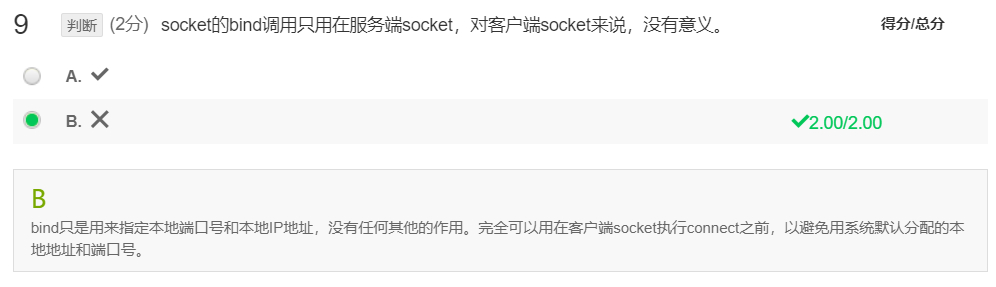 9 判断 (2分) socket的bind调用只用在服务端socket，对客户端socket来说，没有意义。 得分/总分
A. ✓
B. ✕ ✓2.00/2.00
B
bind只是用来指定本地端口号和本地IP地址，没有任何其他的作用。完全可以用在客户端socket执行connect之前，以避免用系统默认分配的本
地地址和端口号。